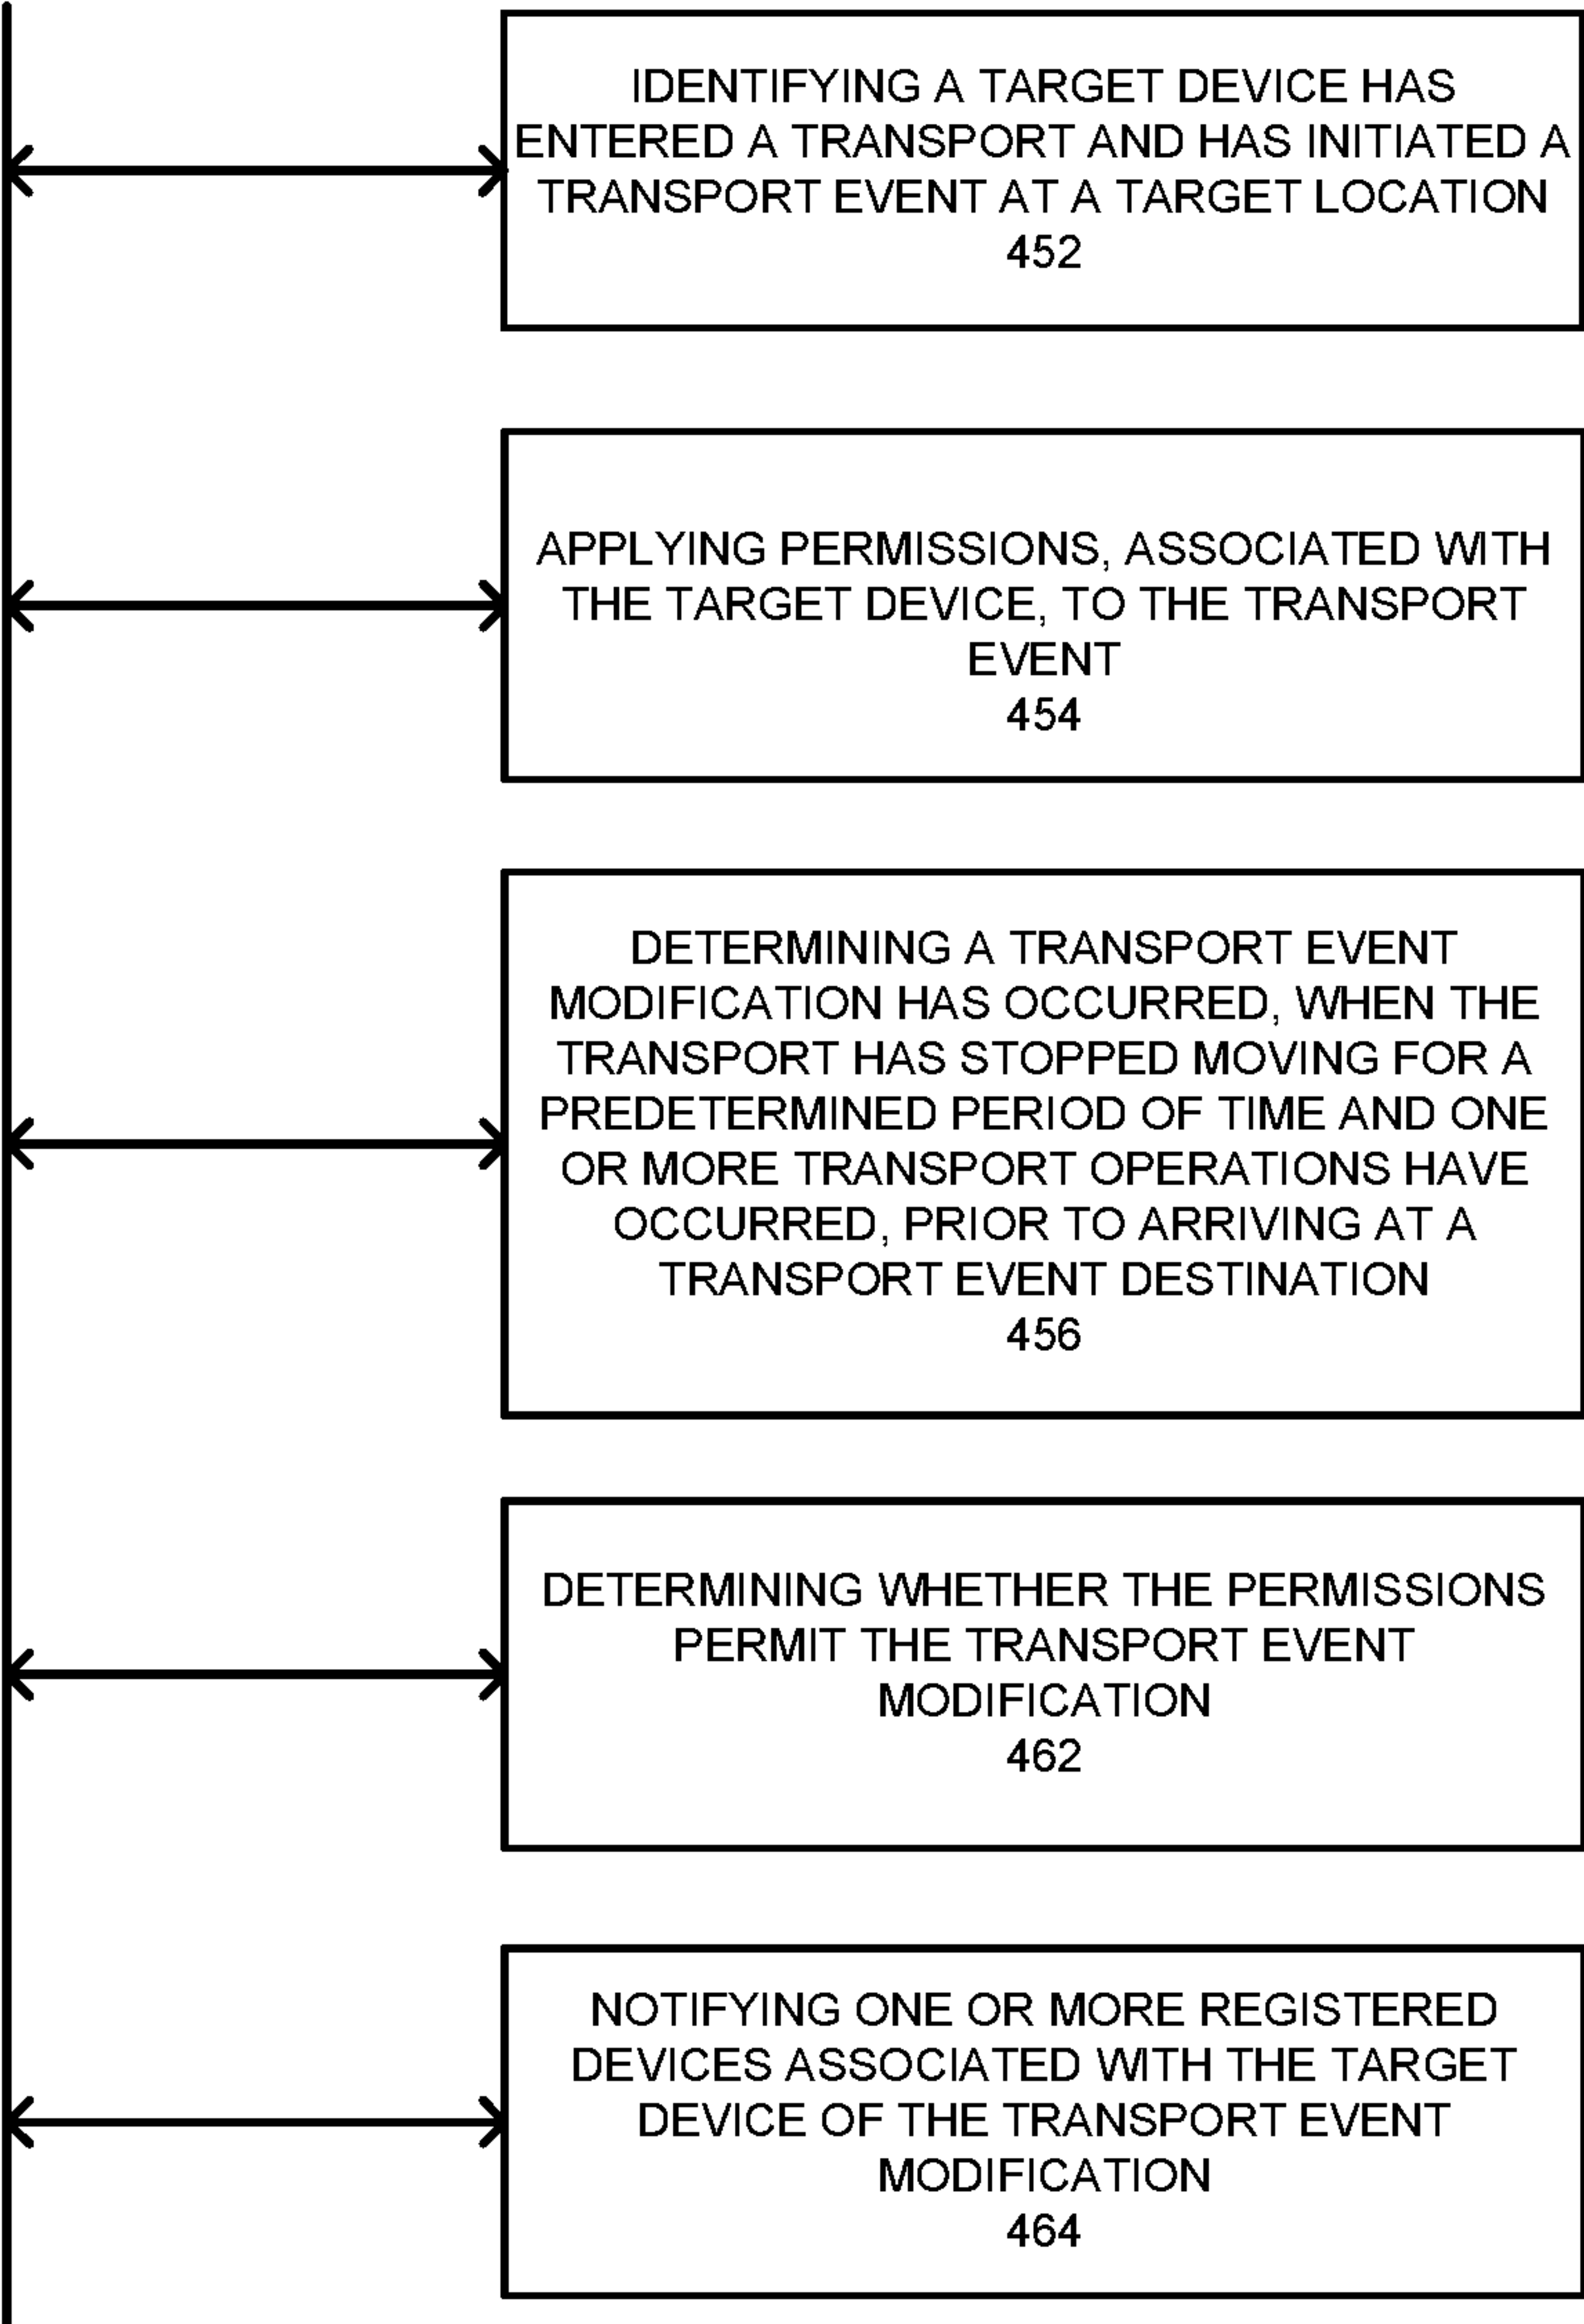 IDENTIFYING A TARGET DEVICE HAS
ENTERED A TRANSPORT AND HAS INITIATED A
TRANSPORT EVENT AT A TARGET LOCATION
452
APPLYING PERMISSIONS, ASSOCIATED WITH
THE TARGET DEVICE, TO THE TRANSPORT
EVENT
454
DETERMINING A TRANSPORT EVENT
MODIFICATION HAS OCCURRED, WHEN THE
TRANSPORT HAS STOPPED MOVING FOR A
PREDETERMINED PERIOD OF TIME AND ONE
OR MORE TRANSPORT OPERATIONS HAVE
OCCURRED, PRIOR TO ARRIVING AT A
TRANSPORT EVENT DESTINATION
456
DETERMINING WHETHER THE PERMISSIONS
PERMIT THE TRANSPORT EVENT
MODIFICATION
462
NOTIFYING ONE OR MORE REGISTERED
DEVICES ASSOCIATED WITH THE TARGET
DEVICE OF THE TRANSPORT EVENT
MODIFICATION
464